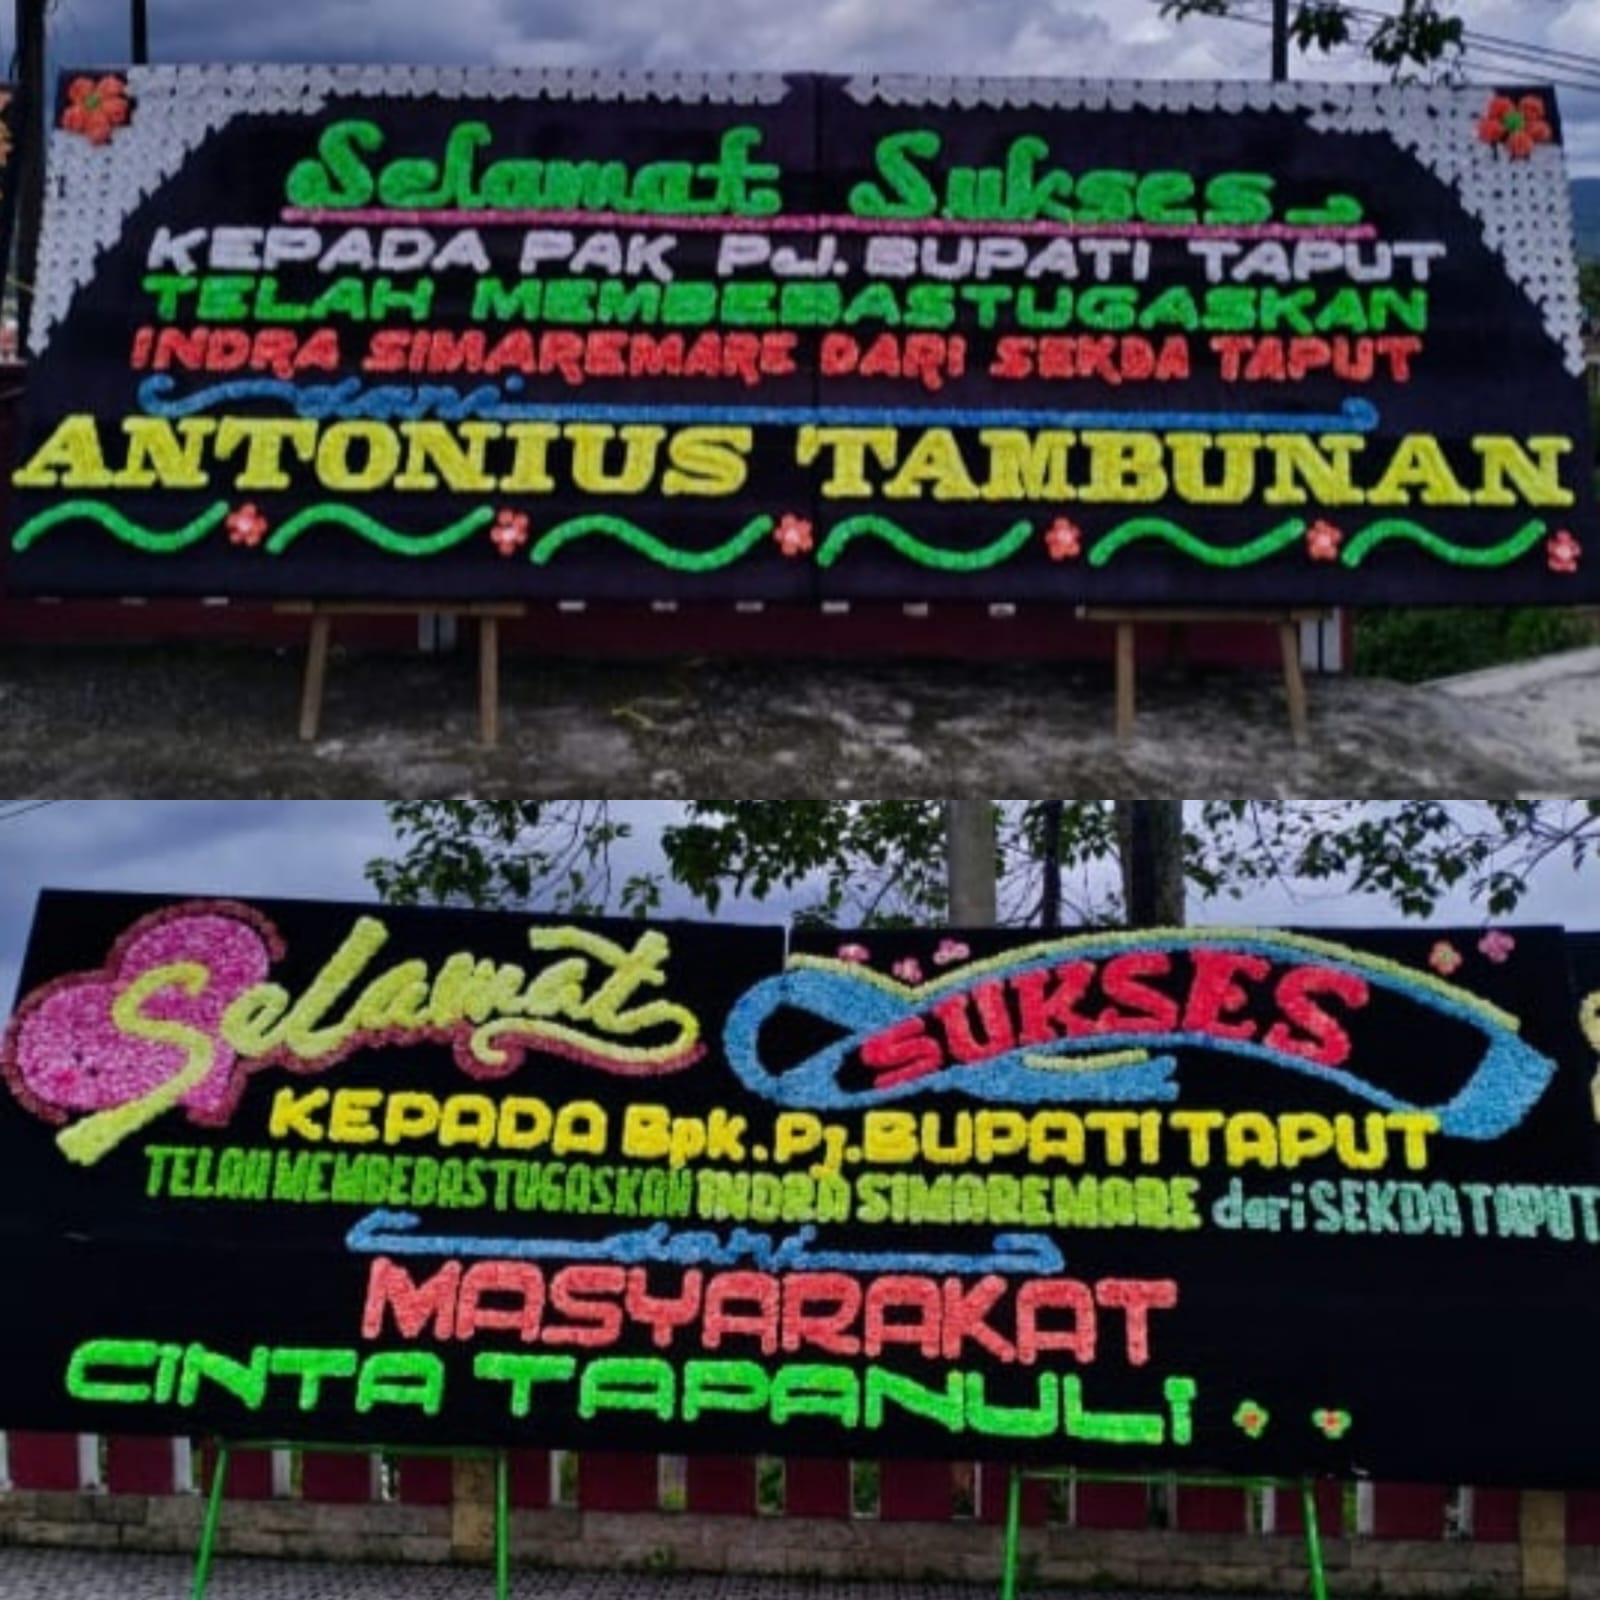 Selamat Sukses
KEPADA PAK PJ. BUPATI TAPUT
TELAH MEMBEBASTUGASKAN
INDRA SIMAREMARE DARI SEKDA TAPUT
dari
ANTONIUS TAMBUNAN
Selamat SUKSES
KEPADA Bpk. Pj. BUPATI TAPUT
TELAH MEMBEBASTUGASKAN INDRA SIMAREMARE dari SEKDA TAPUT
dari
MASYARAKAT
CINTA TAPANULI..